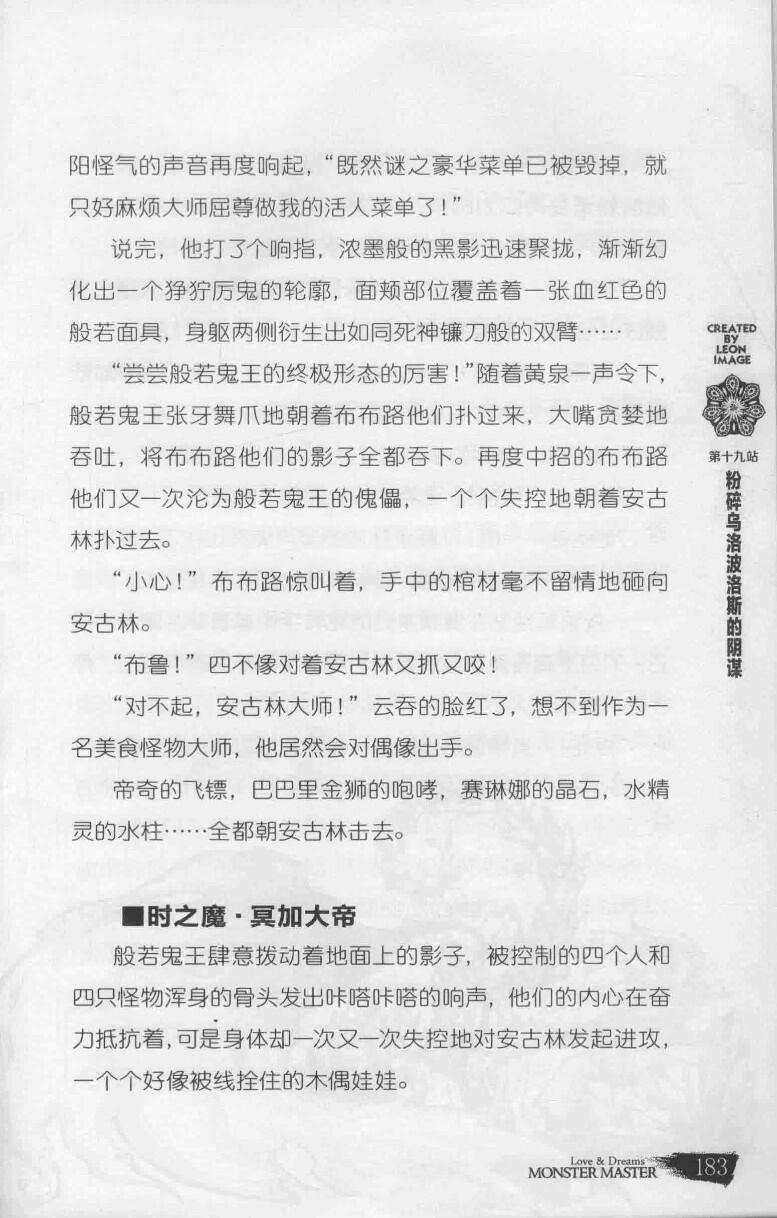 阳怪气的声音再度响起，“既然谜之豪华菜单已被毁掉，就
只好麻烦大师屈尊做我的活人菜单了！”
说完，他打了个响指，浓墨般的黑影迅速聚拢，渐渐幻
化出一个狰狞厉鬼的轮廓，面颊部位覆盖着一张血红色的
般若面具，身躯两侧衍生出如同死神镰刀般的双臂……
“尝尝般若鬼王的终极形态的厉害！”随着黄泉一声令下，
般若鬼王张牙舞爪地朝着布布路他们扑过来，大嘴贪婪地
吞吐，将布布路他们的影子全都吞下。再度中招的布布路
他们又一次沦为般若鬼王的傀儡，一个个失控地朝着安古
林扑过去。
“小心！”布布路惊叫着，手中的棺材毫不留情地砸向
安古林。
“布鲁！”四不像对着安古林又抓又咬！
“对不起，安古林大师！”云吞的脸红了，想不到作为一
名美食怪物大师，他居然会对偶像出手。
帝奇的飞镖，巴巴里金狮的咆哮，赛琳娜的晶石，水精
灵的水柱……全都朝安古林击去。
■时之魔·冥加大帝
般若鬼王肆意拨动着地面上的影子，被控制的四个人和
四只怪物浑身的骨头发出咔嗒咔嗒的响声，他们的内心在奋
力抵抗着，可是身体却一次又一次失控地对安古林发起进攻，
一个个好像被线拴住的木偶娃娃。
CREATED
BY
LEON
IMAGE
第十九站
粉碎乌洛波洛斯的阴谋
Love & Dreams
MONSTER MASTER
183